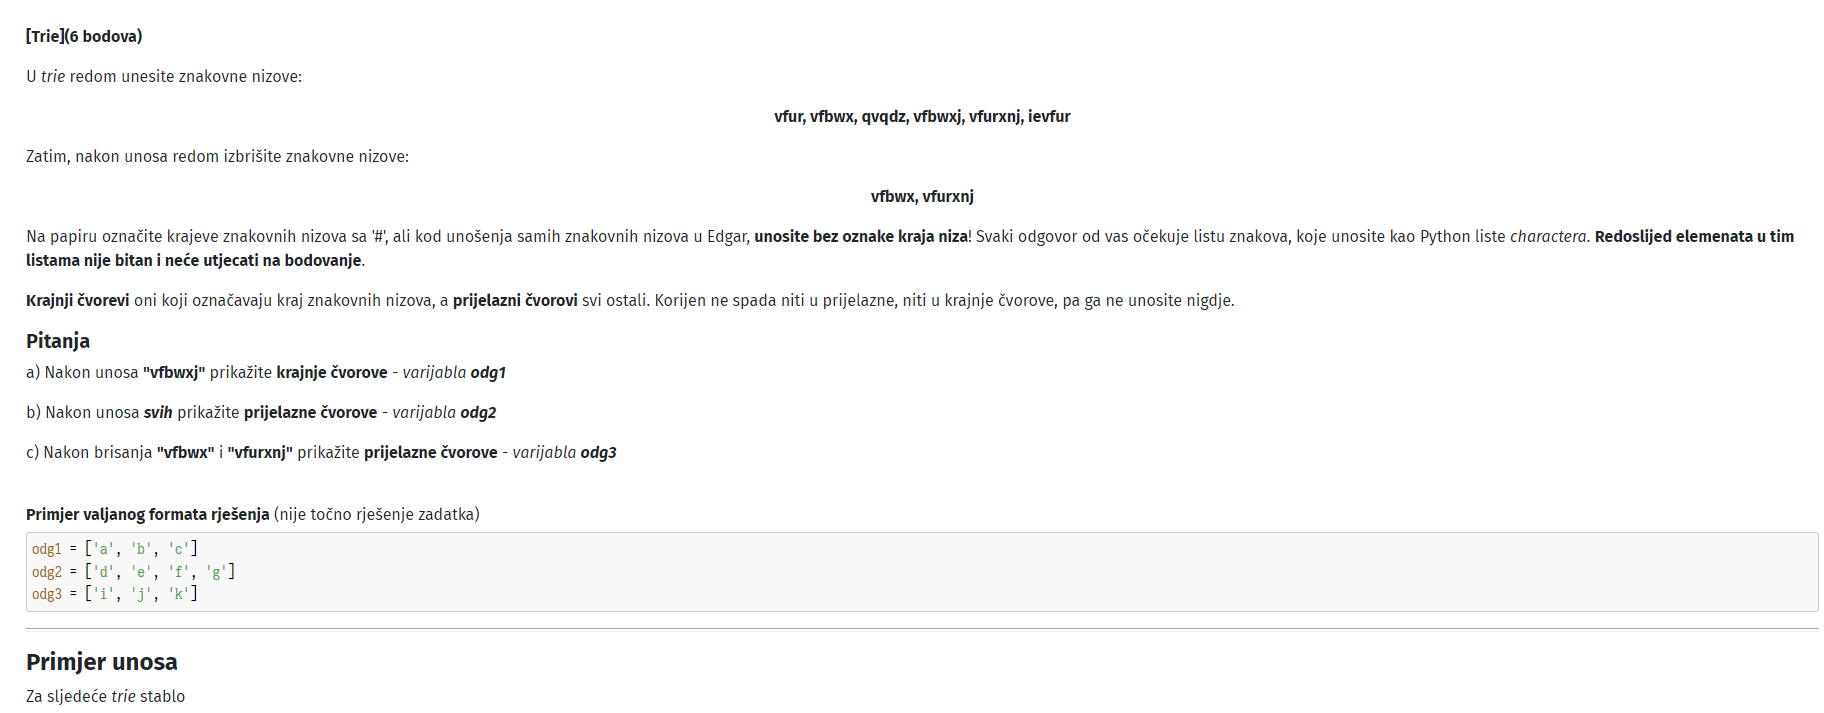 [Trie](6 bodova)
U trie redom unesite znakovne nizove:
vfur, vfbwx, qvqdz, vfbwxj, vfurxnj, ievfur
Zatim, nakon unosa redom izbrišite znakovne nizove:
vfbwx, vfurxnj
Na papiru označite krajeve znakovnih nizova sa '#', ali kod unošenja samih znakovnih nizova u Edgar, unosite bez oznake kraja niza! Svaki odgovor od vas očekuje listu znakova, koje unosite kao Python liste charactera. Redoslijed elemenata u tim
listama nije bitan i neće utjecati na bodovanje.
Krajnji čvorevi oni koji označavaju kraj znakovnih nizova, a prijelazni čvorovi svi ostali. Korijen ne spada niti u prijelazne, niti u krajnje čvorove, pa ga ne unosite nigdje.
Pitanja
a) Nakon unosa "vfbwxj" prikažite krajnje čvorove - varijabla odg1
b) Nakon unosa svih prikažite prijelazne čvorove - varijabla odg2
c) Nakon brisanja "vfbwx" i "vfurxnj" prikažite prijelazne čvorove - varijabla odg3
Primjer valjanog formata rješenja (nije točno rješenje zadatka)
odg1 = ['a', 'b', 'c']
odg2 = ['d', 'e', 'f', 'g']
odg3 = ['i', 'j', 'k']
Primjer unosa
Za sljedeće trie stablo